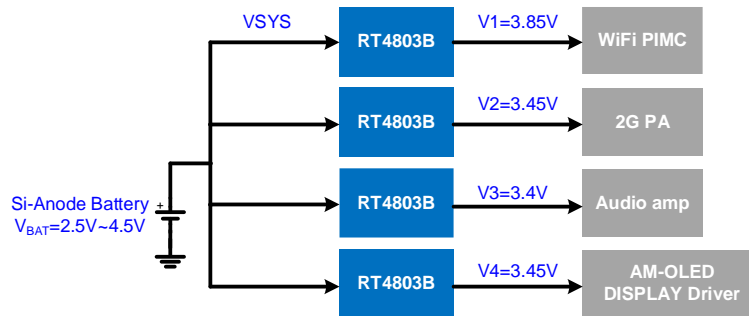 VSYS
RT4803B
V1=3.85V
WiFi PIMC
RT4803B
V2=3.45V
2G PA
Si-Anode Battery
+
VBAT=2.5V~4.5V
RT4803B
V3=3.4V
Audio amp
RT4803B
V4=3.45V
AM-OLED
DISPLAY Driver